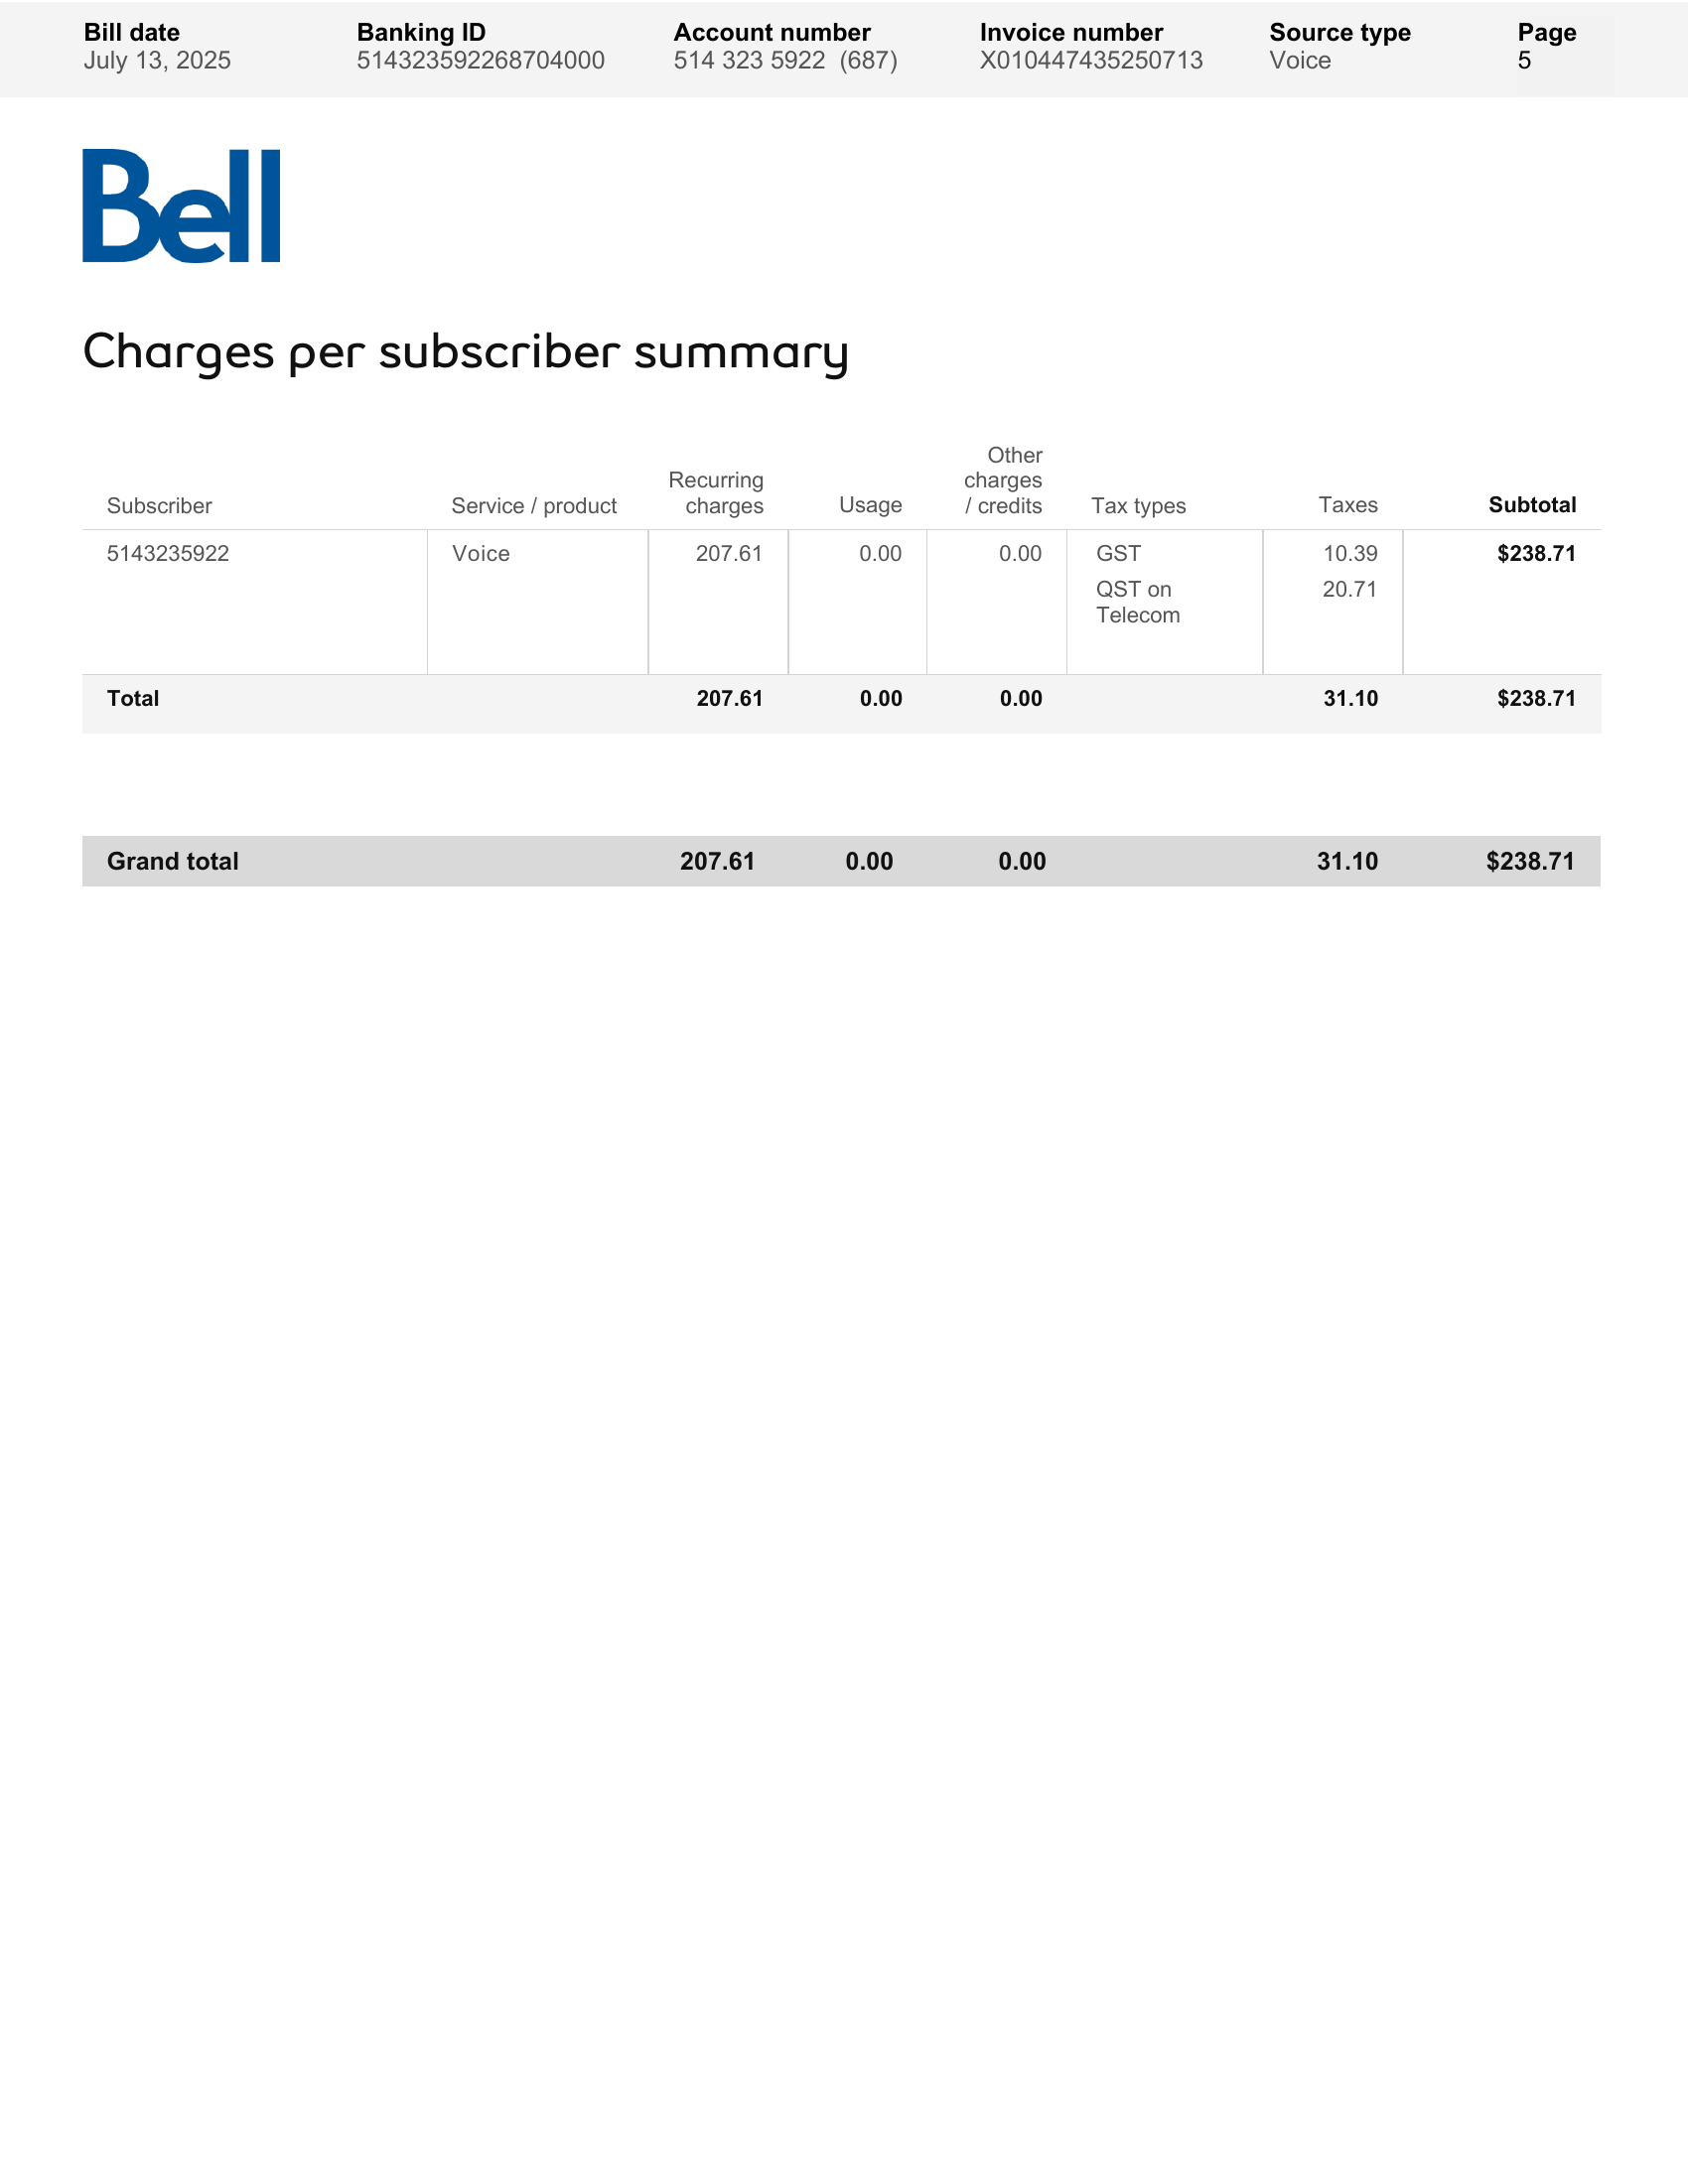 Bill date Banking ID Account number Invoice number Source type Page
July 13, 2025 514323592268704000 514 323 5922 (687) X010447435250713 Voice 5
Bell
Charges per subscriber summary
Subscriber Service / product Recurring charges Usage Other charges / credits Tax types Taxes Subtotal
5143235922 Voice 207.61 0.00 0.00 GST 10.39 $238.71
QST on Telecom 20.71
Total 207.61 0.00 0.00 31.10 $238.71
Grand total 207.61 0.00 0.00 31.10 $238.71